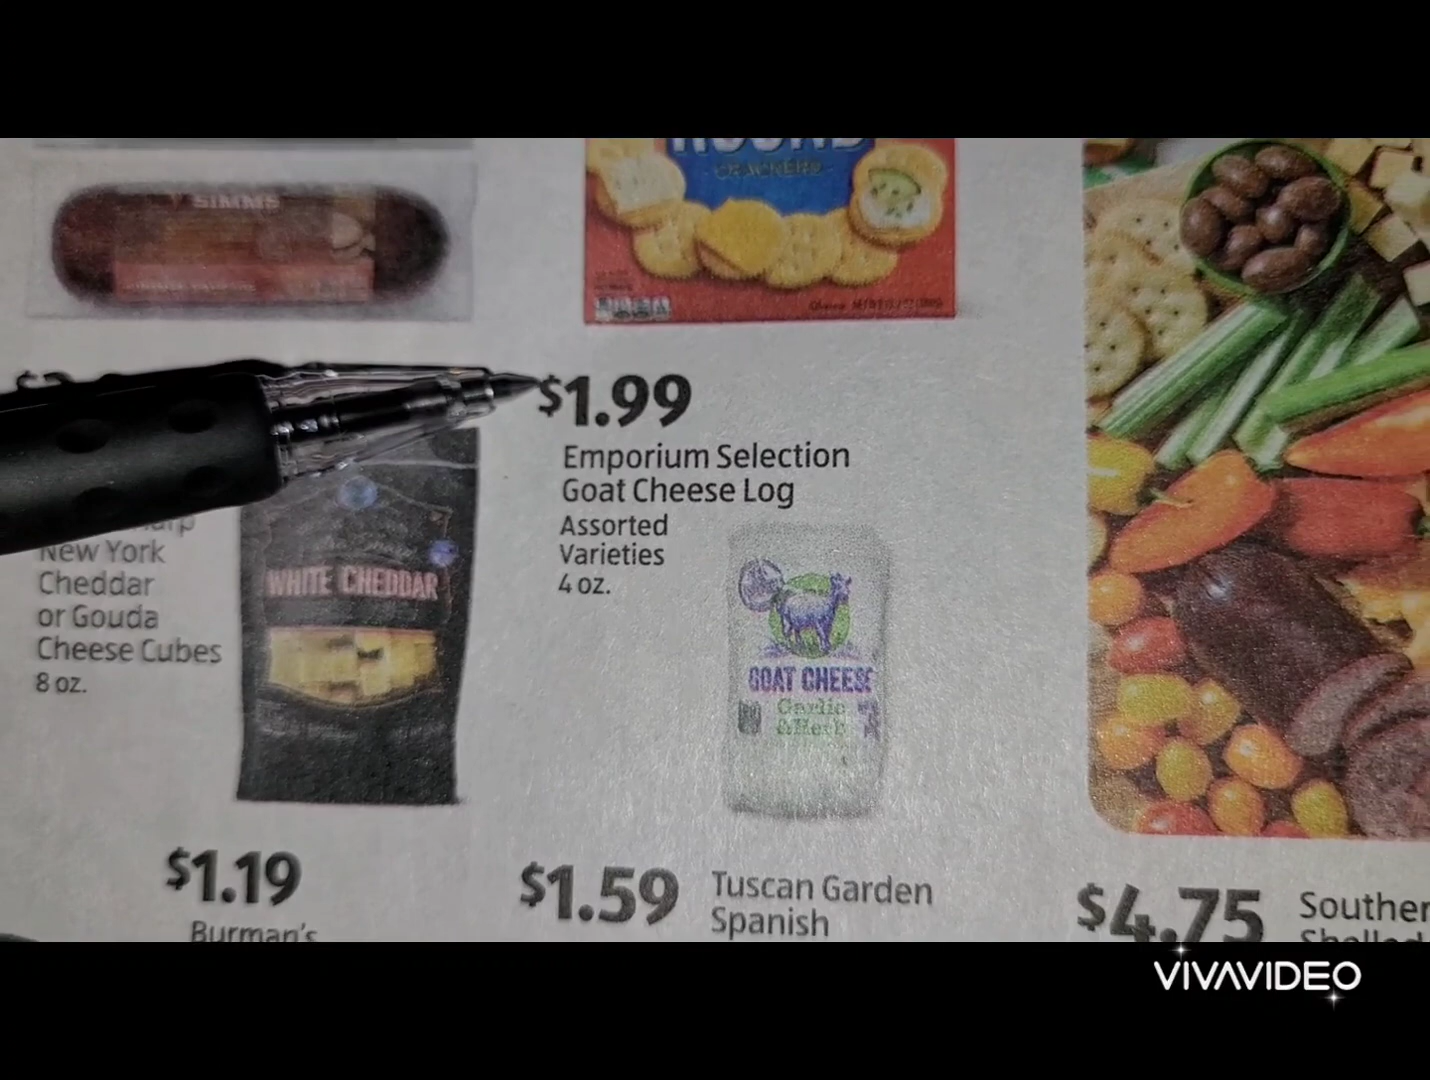 SIMMS
ROUND
CRACKERS
$1.99
Emporium Selection
Goat Cheese Log
Assorted
Varieties
4 oz.
New York
Cheddar
or Gouda
Cheese Cubes
8 oz.
WHITE CHEDDAR
GOAT CHEESE
Garlic
& Herb
$1.19
Burman's
$1.59
Tuscan Garden
Spanish
$4.75
Souther
Shelled
VIVAVIDEO